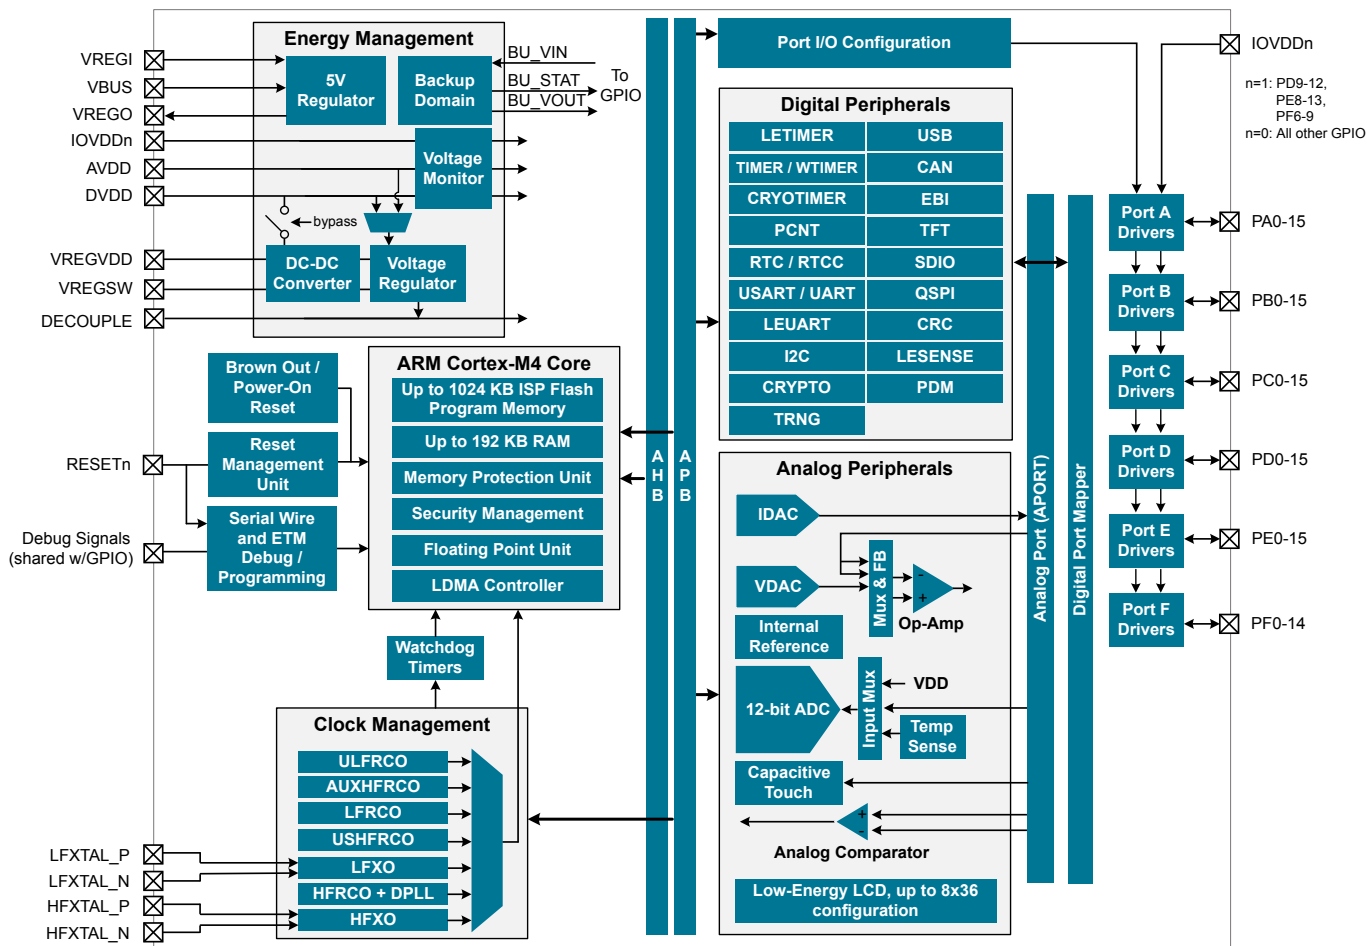 Energy Management
VREGI
VBUS
VREGO
IOVDDn
AVDD
DVDD
VREGVDD
VREGSW
DECOUPLE
5V
Regulator
Backup
Domain
BU_VIN
BU_STAT
BU_VOUT
To
GPIO
Voltage
Monitor
bypass
DC-DC
Converter
Voltage
Regulator
Brown Out /
Power-On
Reset
Reset
Management
Unit
Serial Wire
and ETM
Debug /
Programming
RESETn
Debug Signals
(shared w/GPIO)
ARM Cortex-M4 Core
Up to 1024 KB ISP Flash
Program Memory
Up to 192 KB RAM
Memory Protection Unit
Security Management
Floating Point Unit
LDMA Controller
Watchdog
Timers
Clock Management
ULFRCO
AUXHFRCO
LFRCO
USHFRCO
LFXO
HFRCO + DPLL
HFXO
LFXTAL_P
LFXTAL_N
HFXTAL_P
HFXTAL_N
A
H
B
A
P
B
Port I/O Configuration
Digital Peripherals
LETIMER
USB
TIMER / WTIMER
CAN
CRYOTIMER
EBI
PCNT
TFT
RTC / RTCC
SDIO
USART / UART
QSPI
LEUART
CRC
I2C
LESENSE
CRYPTO
PDM
TRNG
Analog Peripherals
IDAC
VDAC
Mux & FB
-
+
Op-Amp
Internal
Reference
12-bit ADC
Input Mux
VDD
Temp
Sense
Capacitive
Touch
+
-
Analog Comparator
Low-Energy LCD, up to 8x36
configuration
Analog Port (APORT)
Digital Port Mapper
IOVDDn
n=1: PD9-12,
PE8-13,
PF6-9
n=0: All other GPIO
Port A
Drivers
PA0-15
Port B
Drivers
PB0-15
Port C
Drivers
PC0-15
Port D
Drivers
PD0-15
Port E
Drivers
PE0-15
Port F
Drivers
PF0-14